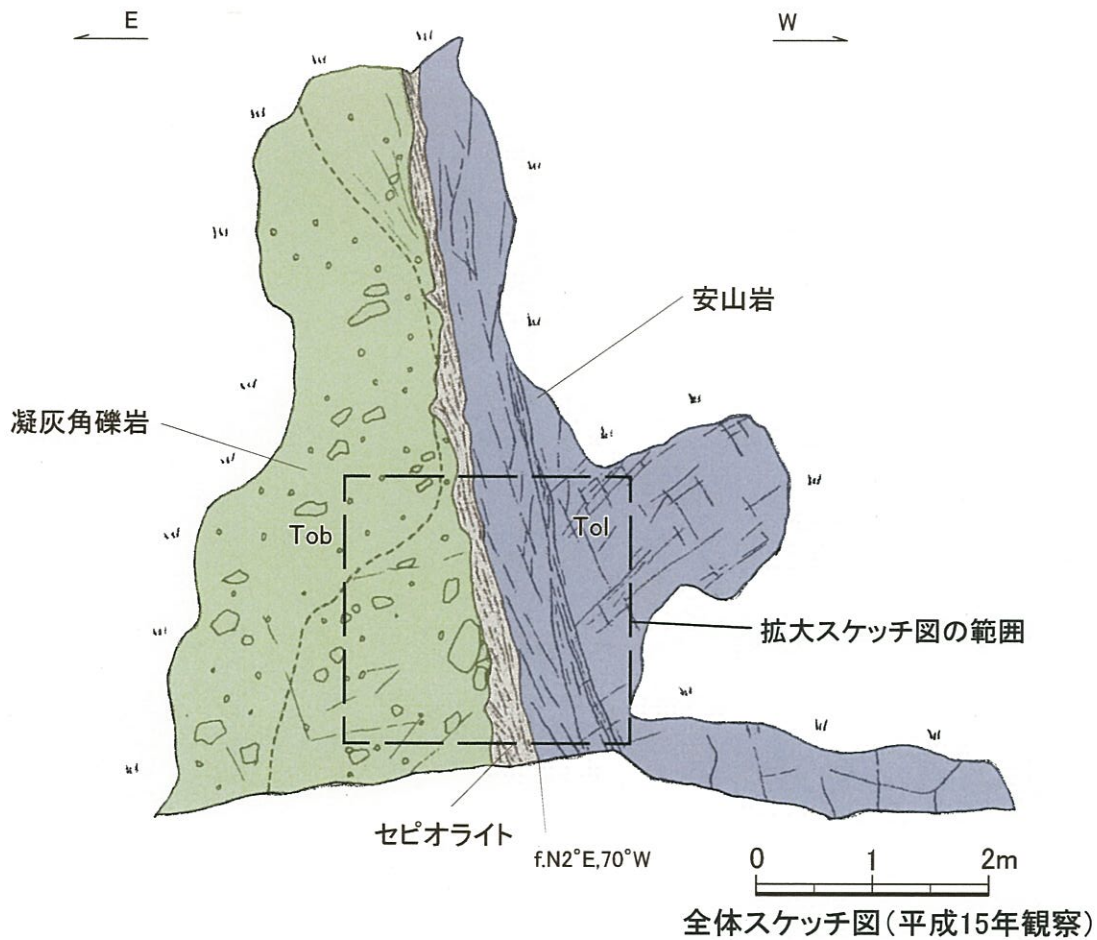 E
W
安山岩
凝灰角礫岩
Tob
Tol
拡大スケッチ図の範囲
セピオライト
f.N2°E,70°W
0 1 2m
全体スケッチ図(平成15年観察)